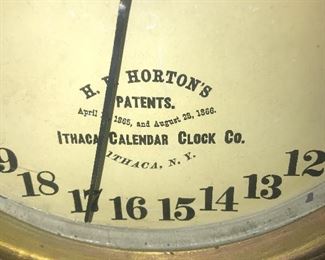 H. HORTON'S
PATENTS.
April 1865, and August 28, 1866.
ITHACA CALENDAR CLOCK CO.
ITHACA, N.Y.
9 18 17 16 15 14 13 12